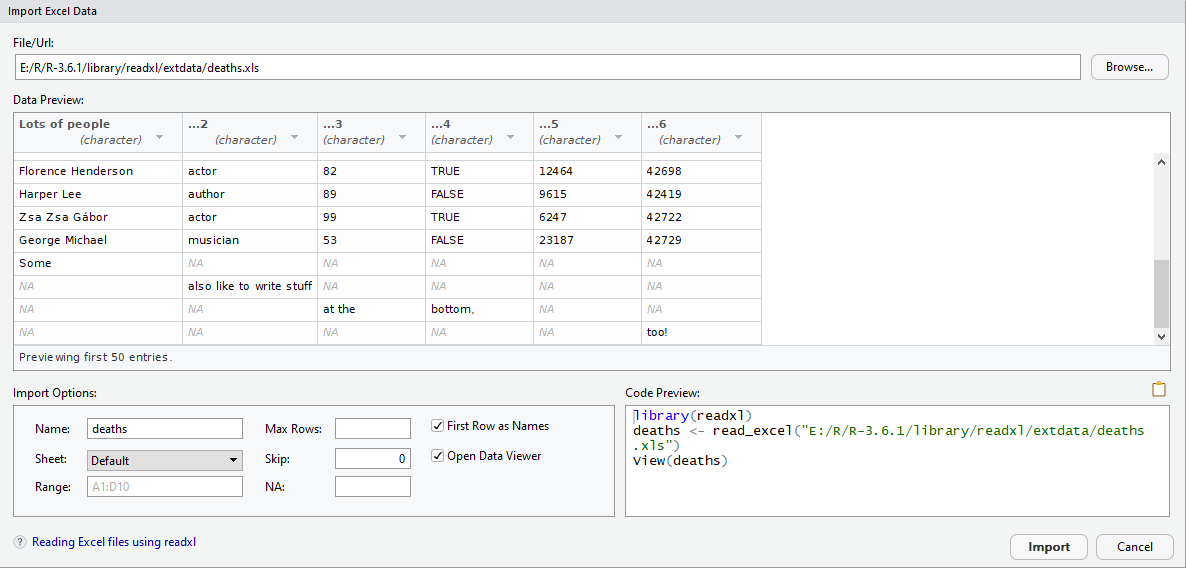 Import Excel Data
File/Url:
E:/R/R-3.6.1/library/readxl/extdata/deaths.xls
Browse...
Data Preview:
Lots of people ...2 ...3 ...4 ...5 ...6
(character) (character) (character) (character) (character) (character)
Florence Henderson actor 82 TRUE 12464 42698
Harper Lee author 89 FALSE 9615 42419
Zsa Zsa Gábor actor 99 TRUE 6247 42722
George Michael musician 53 FALSE 23187 42729
Some NA NA NA NA NA
NA also like to write stuff NA NA NA NA
NA NA at the bottom, NA NA
NA NA NA NA NA too!
Previewing first 50 entries.
Import Options:
Name: deaths Max Rows: First Row as Names
Sheet: Default Skip: 0 Open Data Viewer
Range: A1:D10 NA:
Code Preview:
library(readxl)
deaths <- read_excel("E:/R/R-3.6.1/library/readxl/extdata/deaths
.xls")
View(deaths)
? Reading Excel files using readxl
Import Cancel